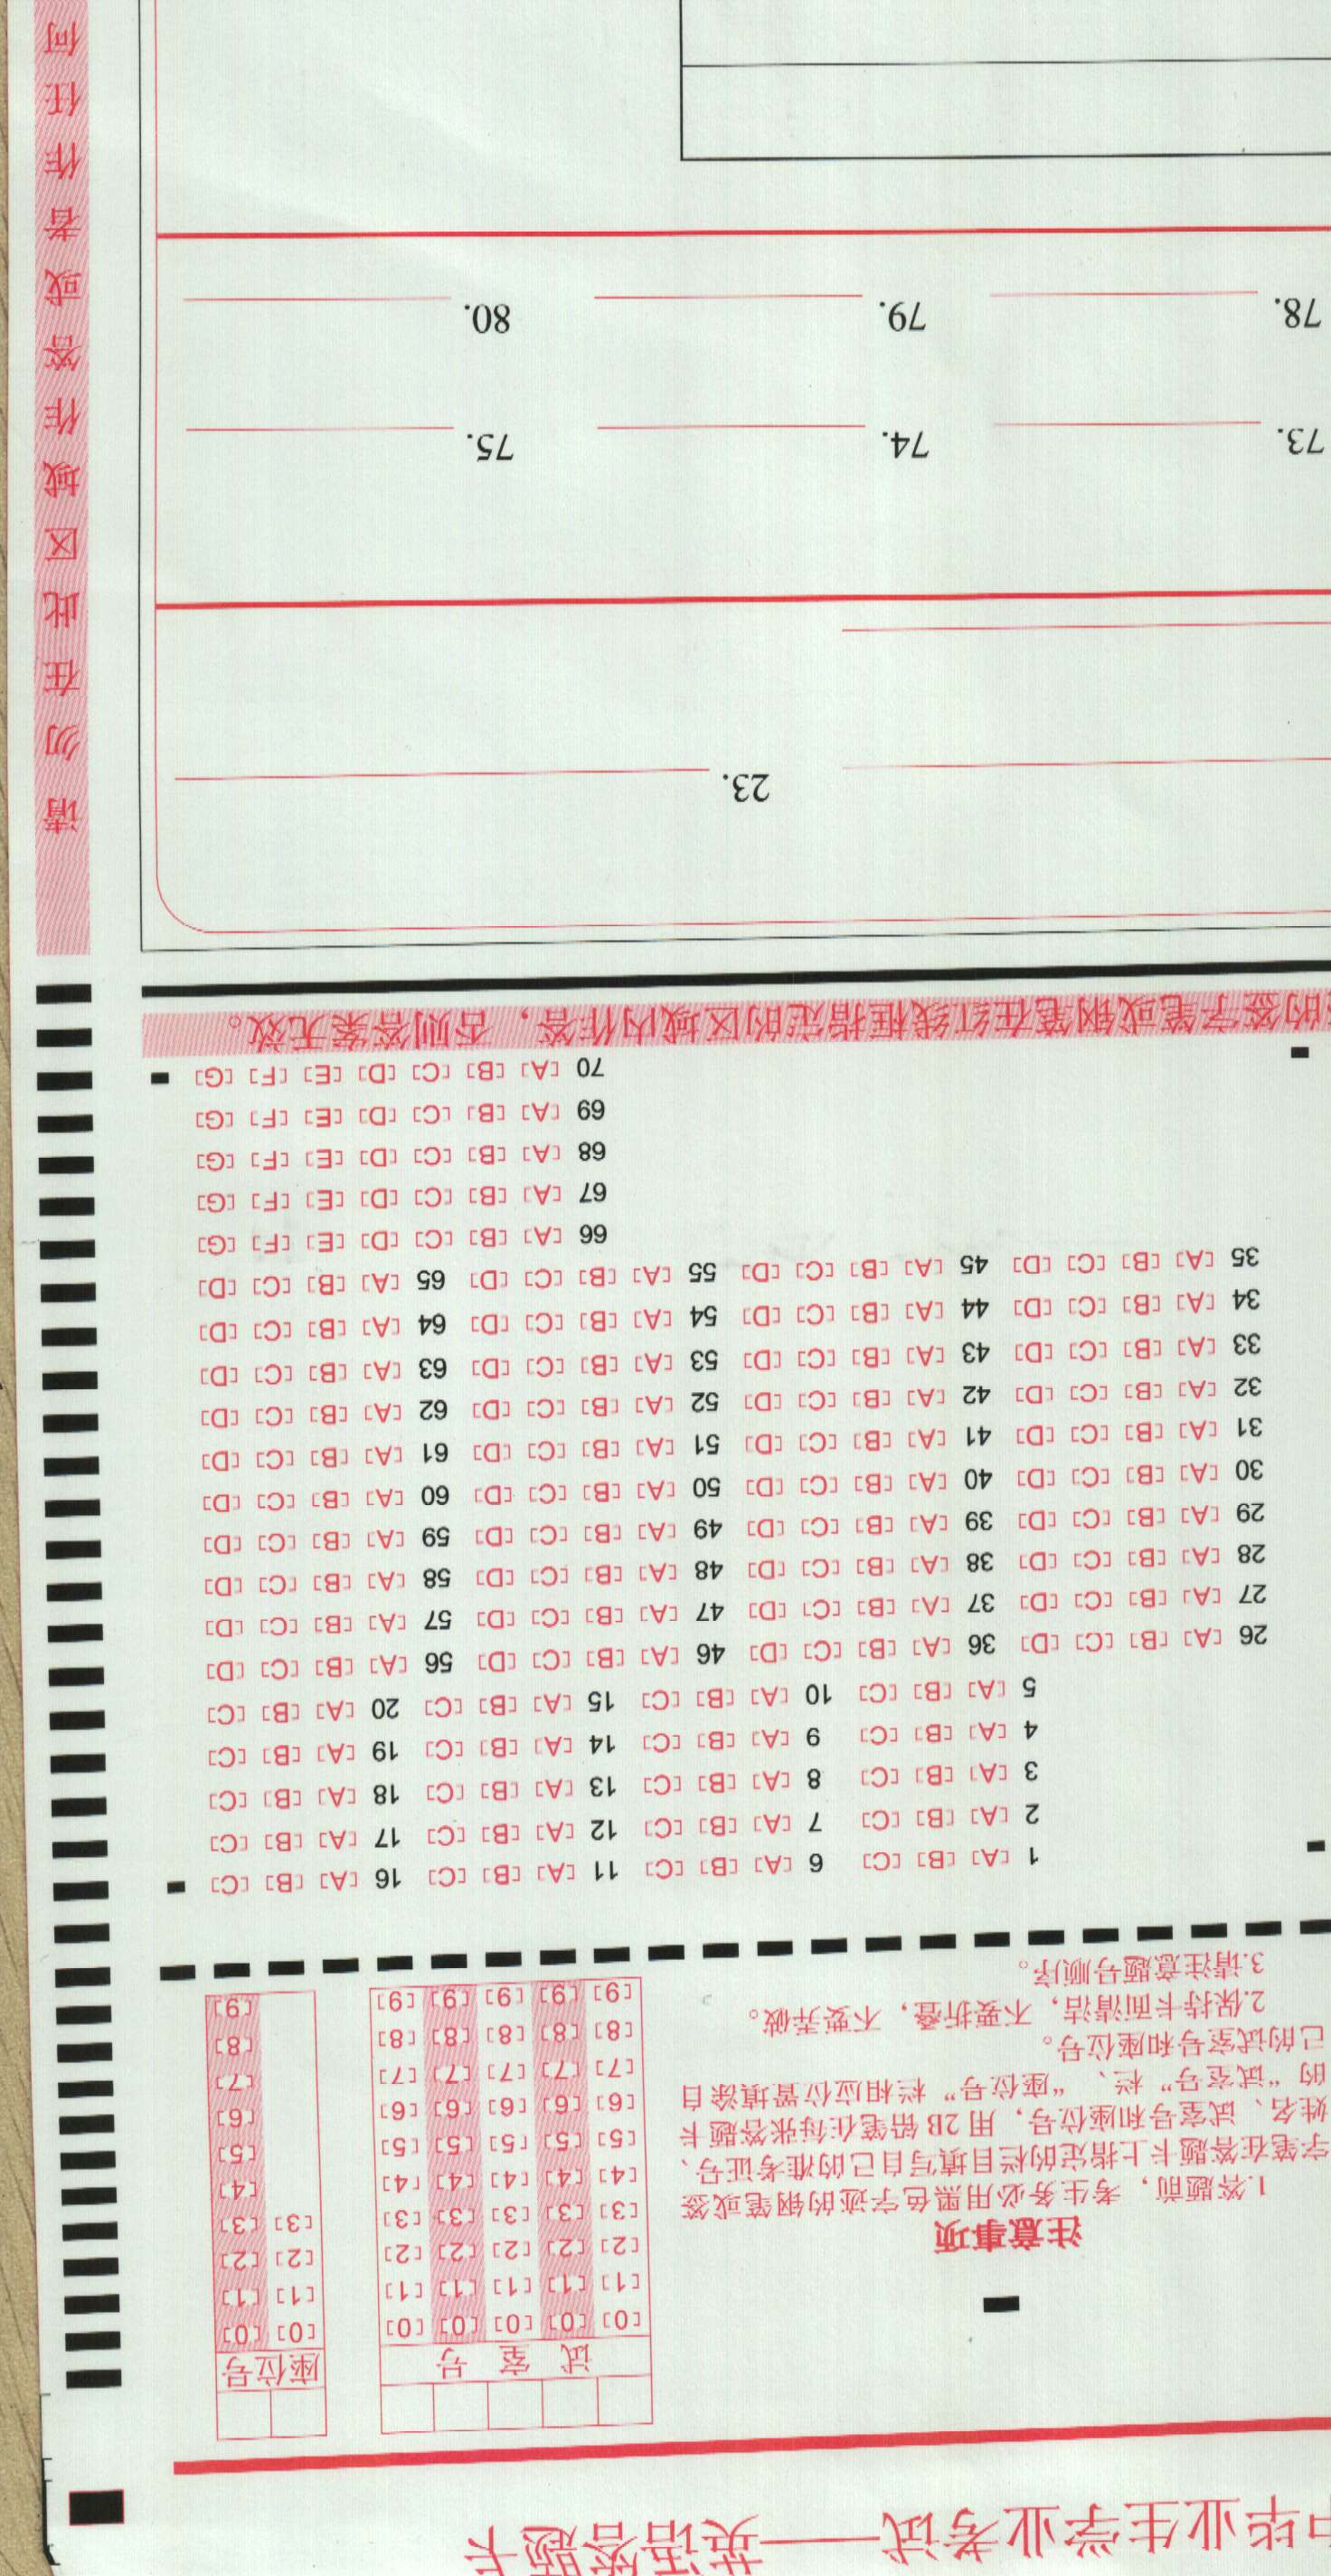 中毕业生学业考试——英语答题卡
试 室 号
座位号
[0] [0] [0] [0] [0] [0] [0]
[1] [1] [1] [1] [1] [1] [1]
[2] [2] [2] [2] [2] [2] [2]
[3] [3] [3] [3] [3] [3] [3]
[4] [4] [4] [4] [4] [4]
[5] [5] [5] [5] [5] [5]
[6] [6] [6] [6] [6] [6]
[7] [7] [7] [7] [7] [7]
[8] [8] [8] [8] [8] [8]
[9] [9] [9] [9] [9] [9]
注意事项
1.答题前，考生务必用黑色字迹的钢笔或签
字笔在答题卡上指定的栏目填写自己的准考证号、
姓名、试室号和座位号，用2B铅笔在每张答题卡
的“试室号”栏、“座位号”栏相应位置填涂自
己的试室号和座位号。
2.保持卡面清洁，不要折叠，不要弄破。
3.请注意题号顺序。
1 [A] [B] [C] 6 [A] [B] [C] 11 [A] [B] [C] 16 [A] [B] [C]
2 [A] [B] [C] 7 [A] [B] [C] 12 [A] [B] [C] 17 [A] [B] [C]
3 [A] [B] [C] 8 [A] [B] [C] 13 [A] [B] [C] 18 [A] [B] [C]
4 [A] [B] [C] 9 [A] [B] [C] 14 [A] [B] [C] 19 [A] [B] [C]
5 [A] [B] [C] 10 [A] [B] [C] 15 [A] [B] [C] 20 [A] [B] [C]
26 [A] [B] [C] [D] 36 [A] [B] [C] [D] 46 [A] [B] [C] [D] 56 [A] [B] [C] [D]
27 [A] [B] [C] [D] 37 [A] [B] [C] [D] 47 [A] [B] [C] [D] 57 [A] [B] [C] [D]
28 [A] [B] [C] [D] 38 [A] [B] [C] [D] 48 [A] [B] [C] [D] 58 [A] [B] [C] [D]
29 [A] [B] [C] [D] 39 [A] [B] [C] [D] 49 [A] [B] [C] [D] 59 [A] [B] [C] [D]
30 [A] [B] [C] [D] 40 [A] [B] [C] [D] 50 [A] [B] [C] [D] 60 [A] [B] [C] [D]
31 [A] [B] [C] [D] 41 [A] [B] [C] [D] 51 [A] [B] [C] [D] 61 [A] [B] [C] [D]
32 [A] [B] [C] [D] 42 [A] [B] [C] [D] 52 [A] [B] [C] [D] 62 [A] [B] [C] [D]
33 [A] [B] [C] [D] 43 [A] [B] [C] [D] 53 [A] [B] [C] [D] 63 [A] [B] [C] [D]
34 [A] [B] [C] [D] 44 [A] [B] [C] [D] 54 [A] [B] [C] [D] 64 [A] [B] [C] [D]
35 [A] [B] [C] [D] 45 [A] [B] [C] [D] 55 [A] [B] [C] [D] 65 [A] [B] [C] [D]
66 [A] [B] [C] [D] [E] [F] [G]
67 [A] [B] [C] [D] [E] [F] [G]
68 [A] [B] [C] [D] [E] [F] [G]
69 [A] [B] [C] [D] [E] [F] [G]
70 [A] [B] [C] [D] [E] [F] [G]
的签字笔或钢笔在红线框指定的区域内作答，否则答案无效。
23.
73. 74. 75.
78. 79. 80.
请勿在此区域作答或者作任何